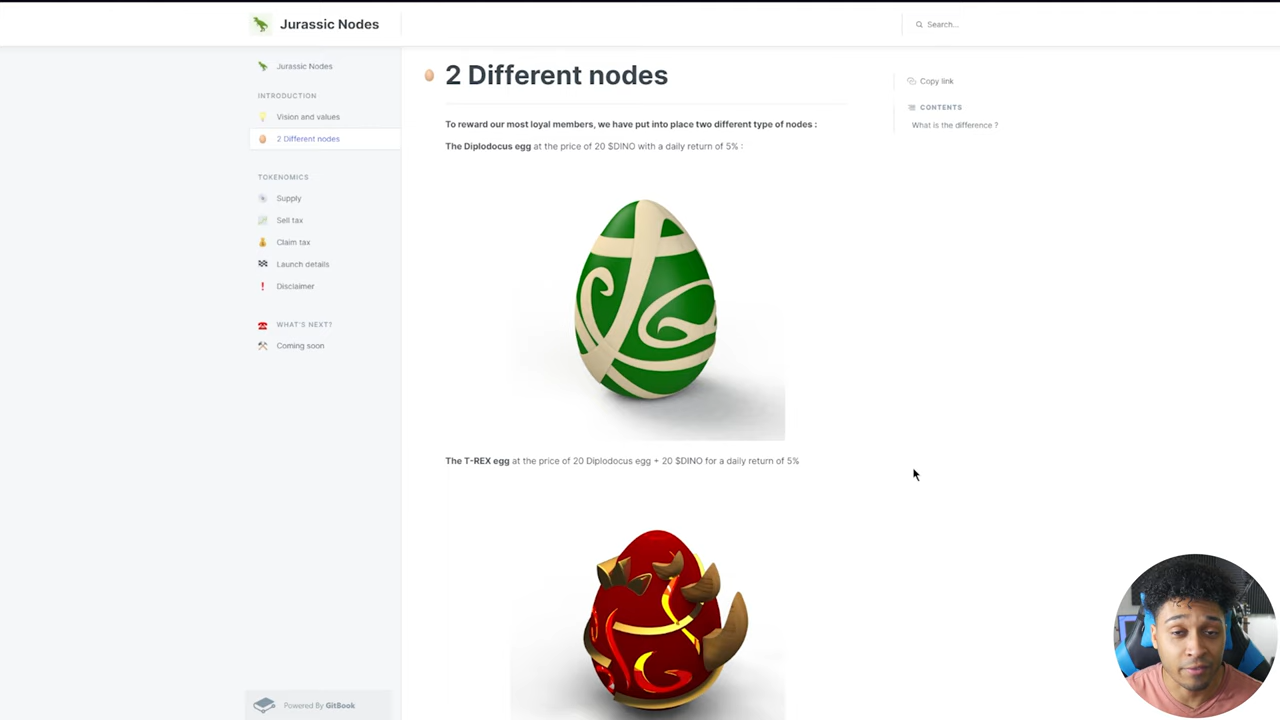 Jurassic Nodes
Search...
Jurassic Nodes
INTRODUCTION
Vision and values
2 Different nodes
TOKENOMICS
Supply
Sell tax
Claim tax
Launch details
Disclaimer
WHAT'S NEXT?
Coming soon
Powered By GitBook
2 Different nodes
To reward our most loyal members, we have put into place two different type of nodes :
The Diplodocus egg at the price of 20 $DINO with a daily return of 5% :
The T-REX egg at the price of 20 Diplodocus egg + 20 $DINO for a daily return of 5%
Copy link
CONTENTS
What is the difference ?